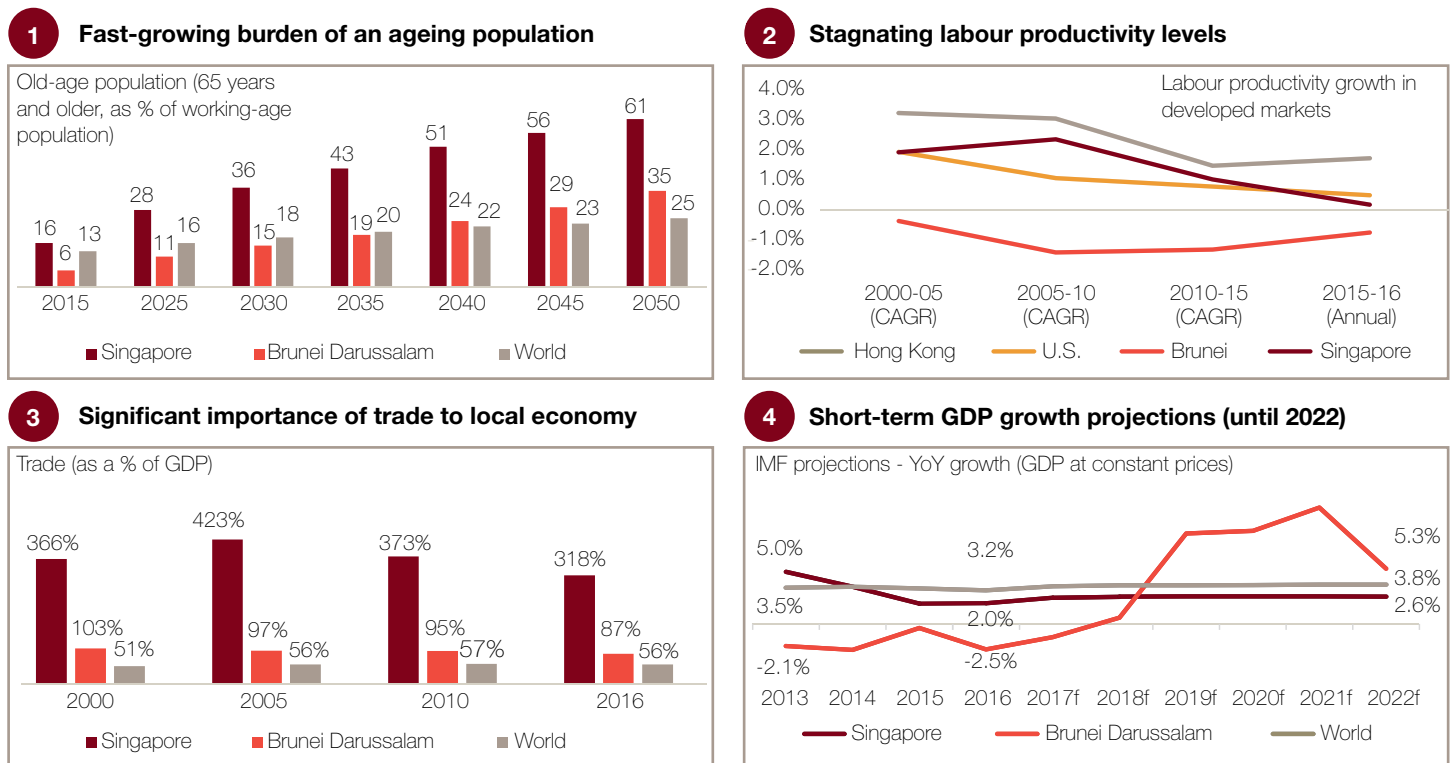 1 Fast-growing burden of an ageing population
Old-age population (65 years
and older, as % of working-age
population)
16 6 13
28 11 16
36 15 18
43 19 20
51 24 22
56 29 23
61 35 25
2015 2025 2030 2035 2040 2045 2050
Singapore Brunei Darussalam World
2 Stagnating labour productivity levels
Labour productivity growth in
developed markets
4.0%
3.0%
2.0%
1.0%
0.0%
-1.0%
-2.0%
2000-05 2005-10 2010-15 2015-16
(CAGR) (CAGR) (CAGR) (Annual)
Hong Kong U.S. Brunei Singapore
3 Significant importance of trade to local economy
Trade (as a % of GDP)
366% 103% 51%
423% 97% 56%
373% 95% 57%
318% 87% 56%
2000 2005 2010 2016
Singapore Brunei Darussalam World
4 Short-term GDP growth projections (until 2022)
IMF projections - YoY growth (GDP at constant prices)
5.0% 3.2% 5.3%
3.8%
3.5% 2.0% 2.6%
-2.1% -2.5%
2013 2014 2015 2016 2017f 2018f 2019f 2020f 2021f 2022f
Singapore Brunei Darussalam World